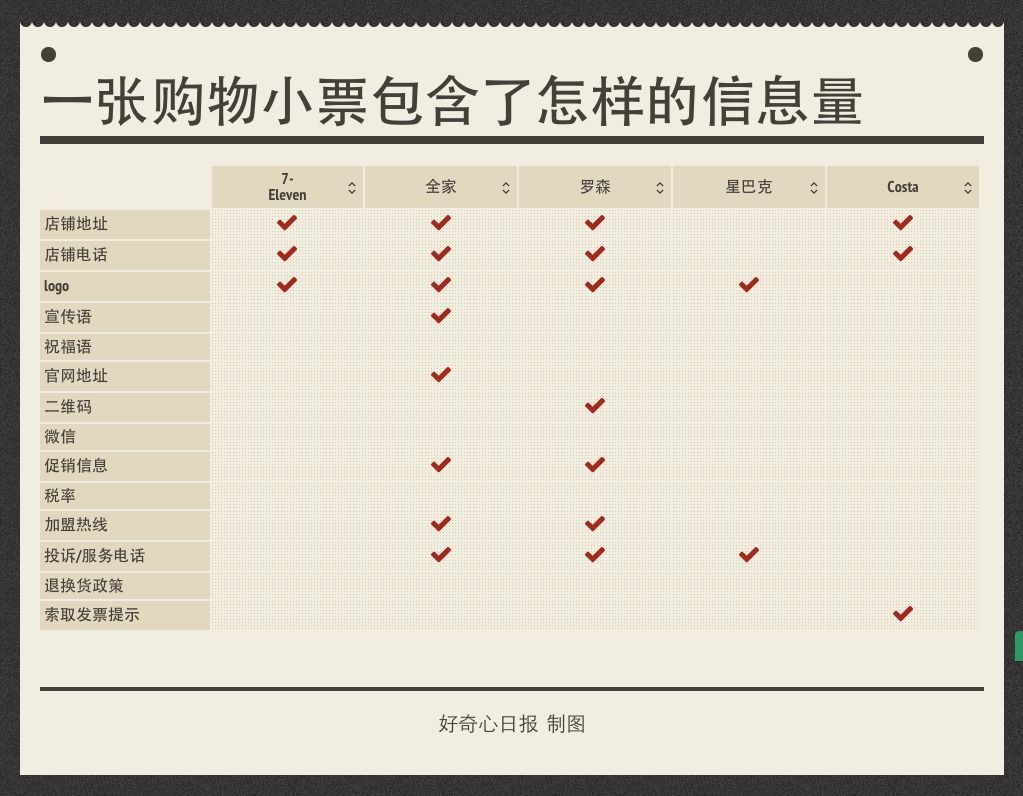 一张购物小票包含了怎样的信息量
7-
Eleven
全家
罗森
星巴克
Costa
店铺地址
店铺电话
logo
宣传语
祝福语
官网地址
二维码
微信
促销信息
税率
加盟热线
投诉/服务电话
退换货政策
索取发票提示
好奇心日报 制图